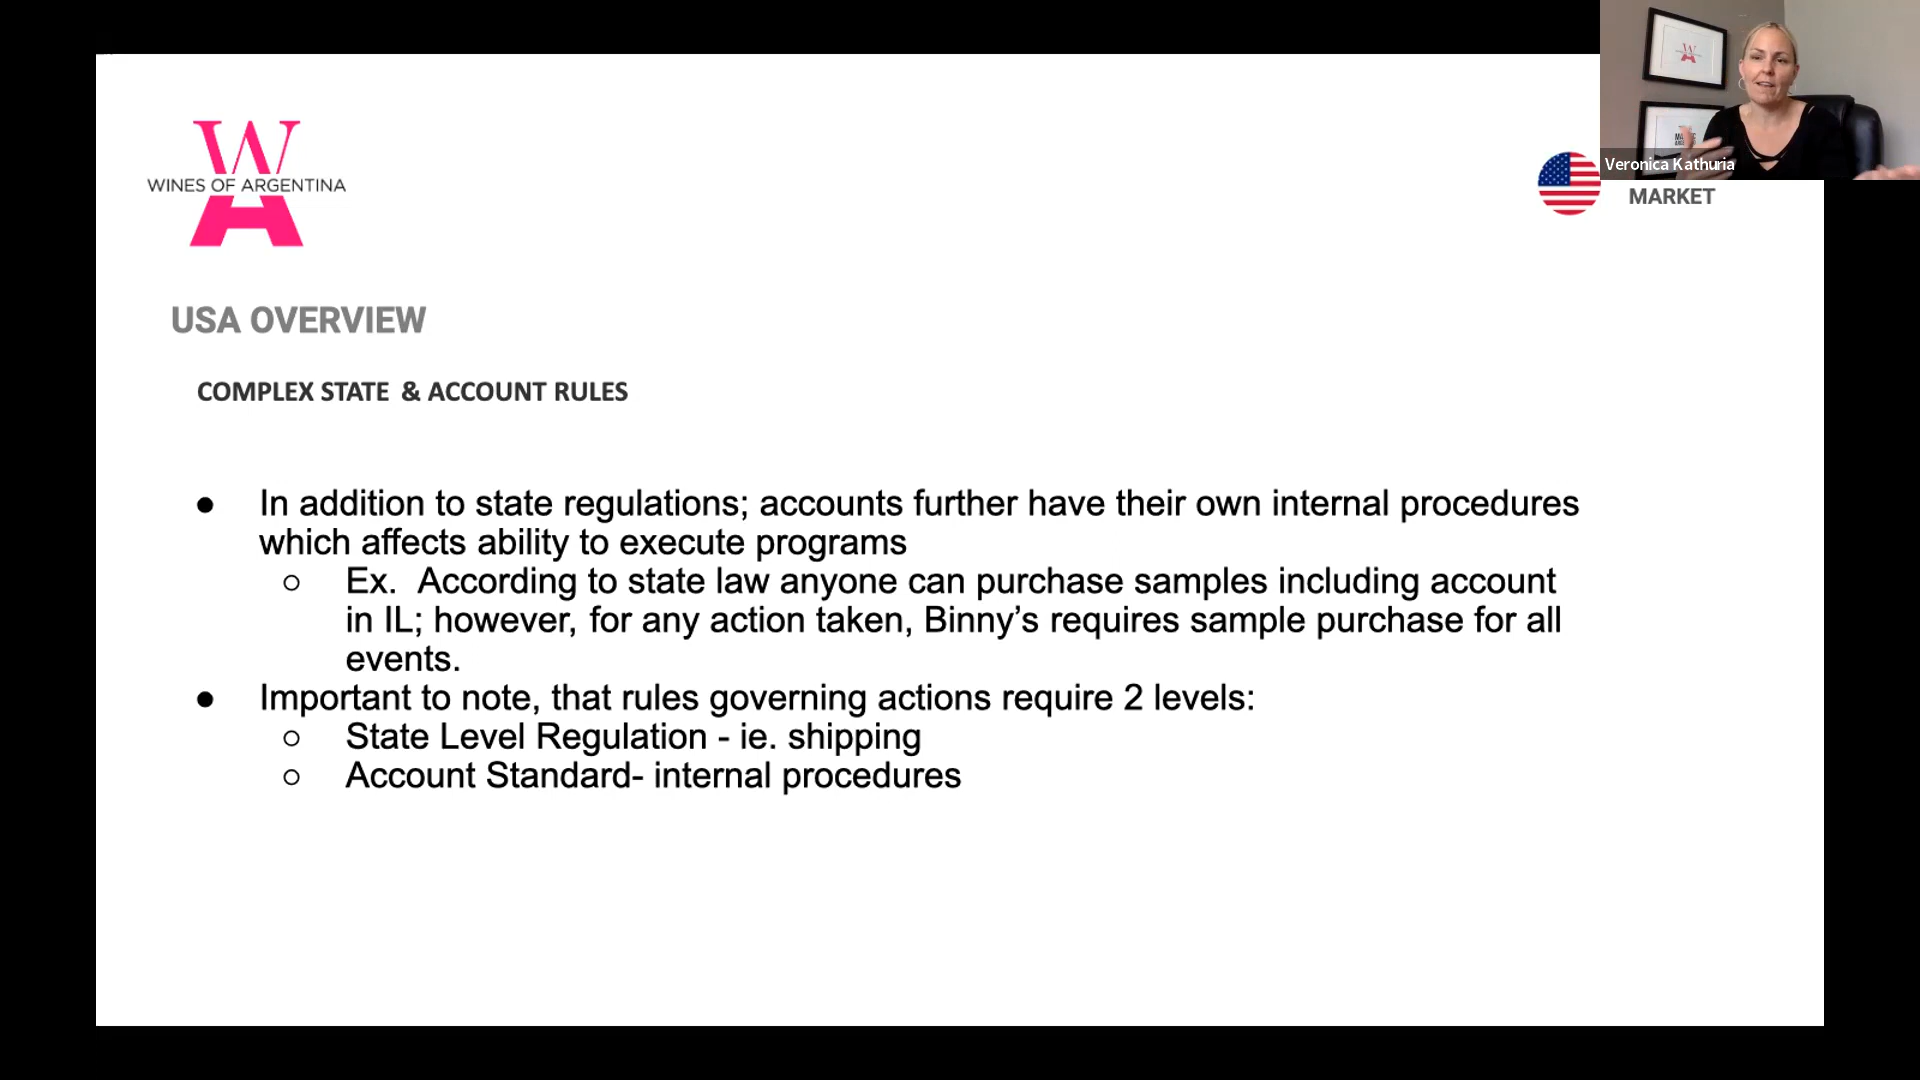 W
WINES OF ARGENTINA
A
Veronica Kathuria
MARKET
USA OVERVIEW
COMPLEX STATE & ACCOUNT RULES
● In addition to state regulations; accounts further have their own internal procedures
which affects ability to execute programs
○ Ex. According to state law anyone can purchase samples including account
in IL; however, for any action taken, Binny’s requires sample purchase for all
events.
● Important to note, that rules governing actions require 2 levels:
○ State Level Regulation - ie. shipping
○ Account Standard- internal procedures